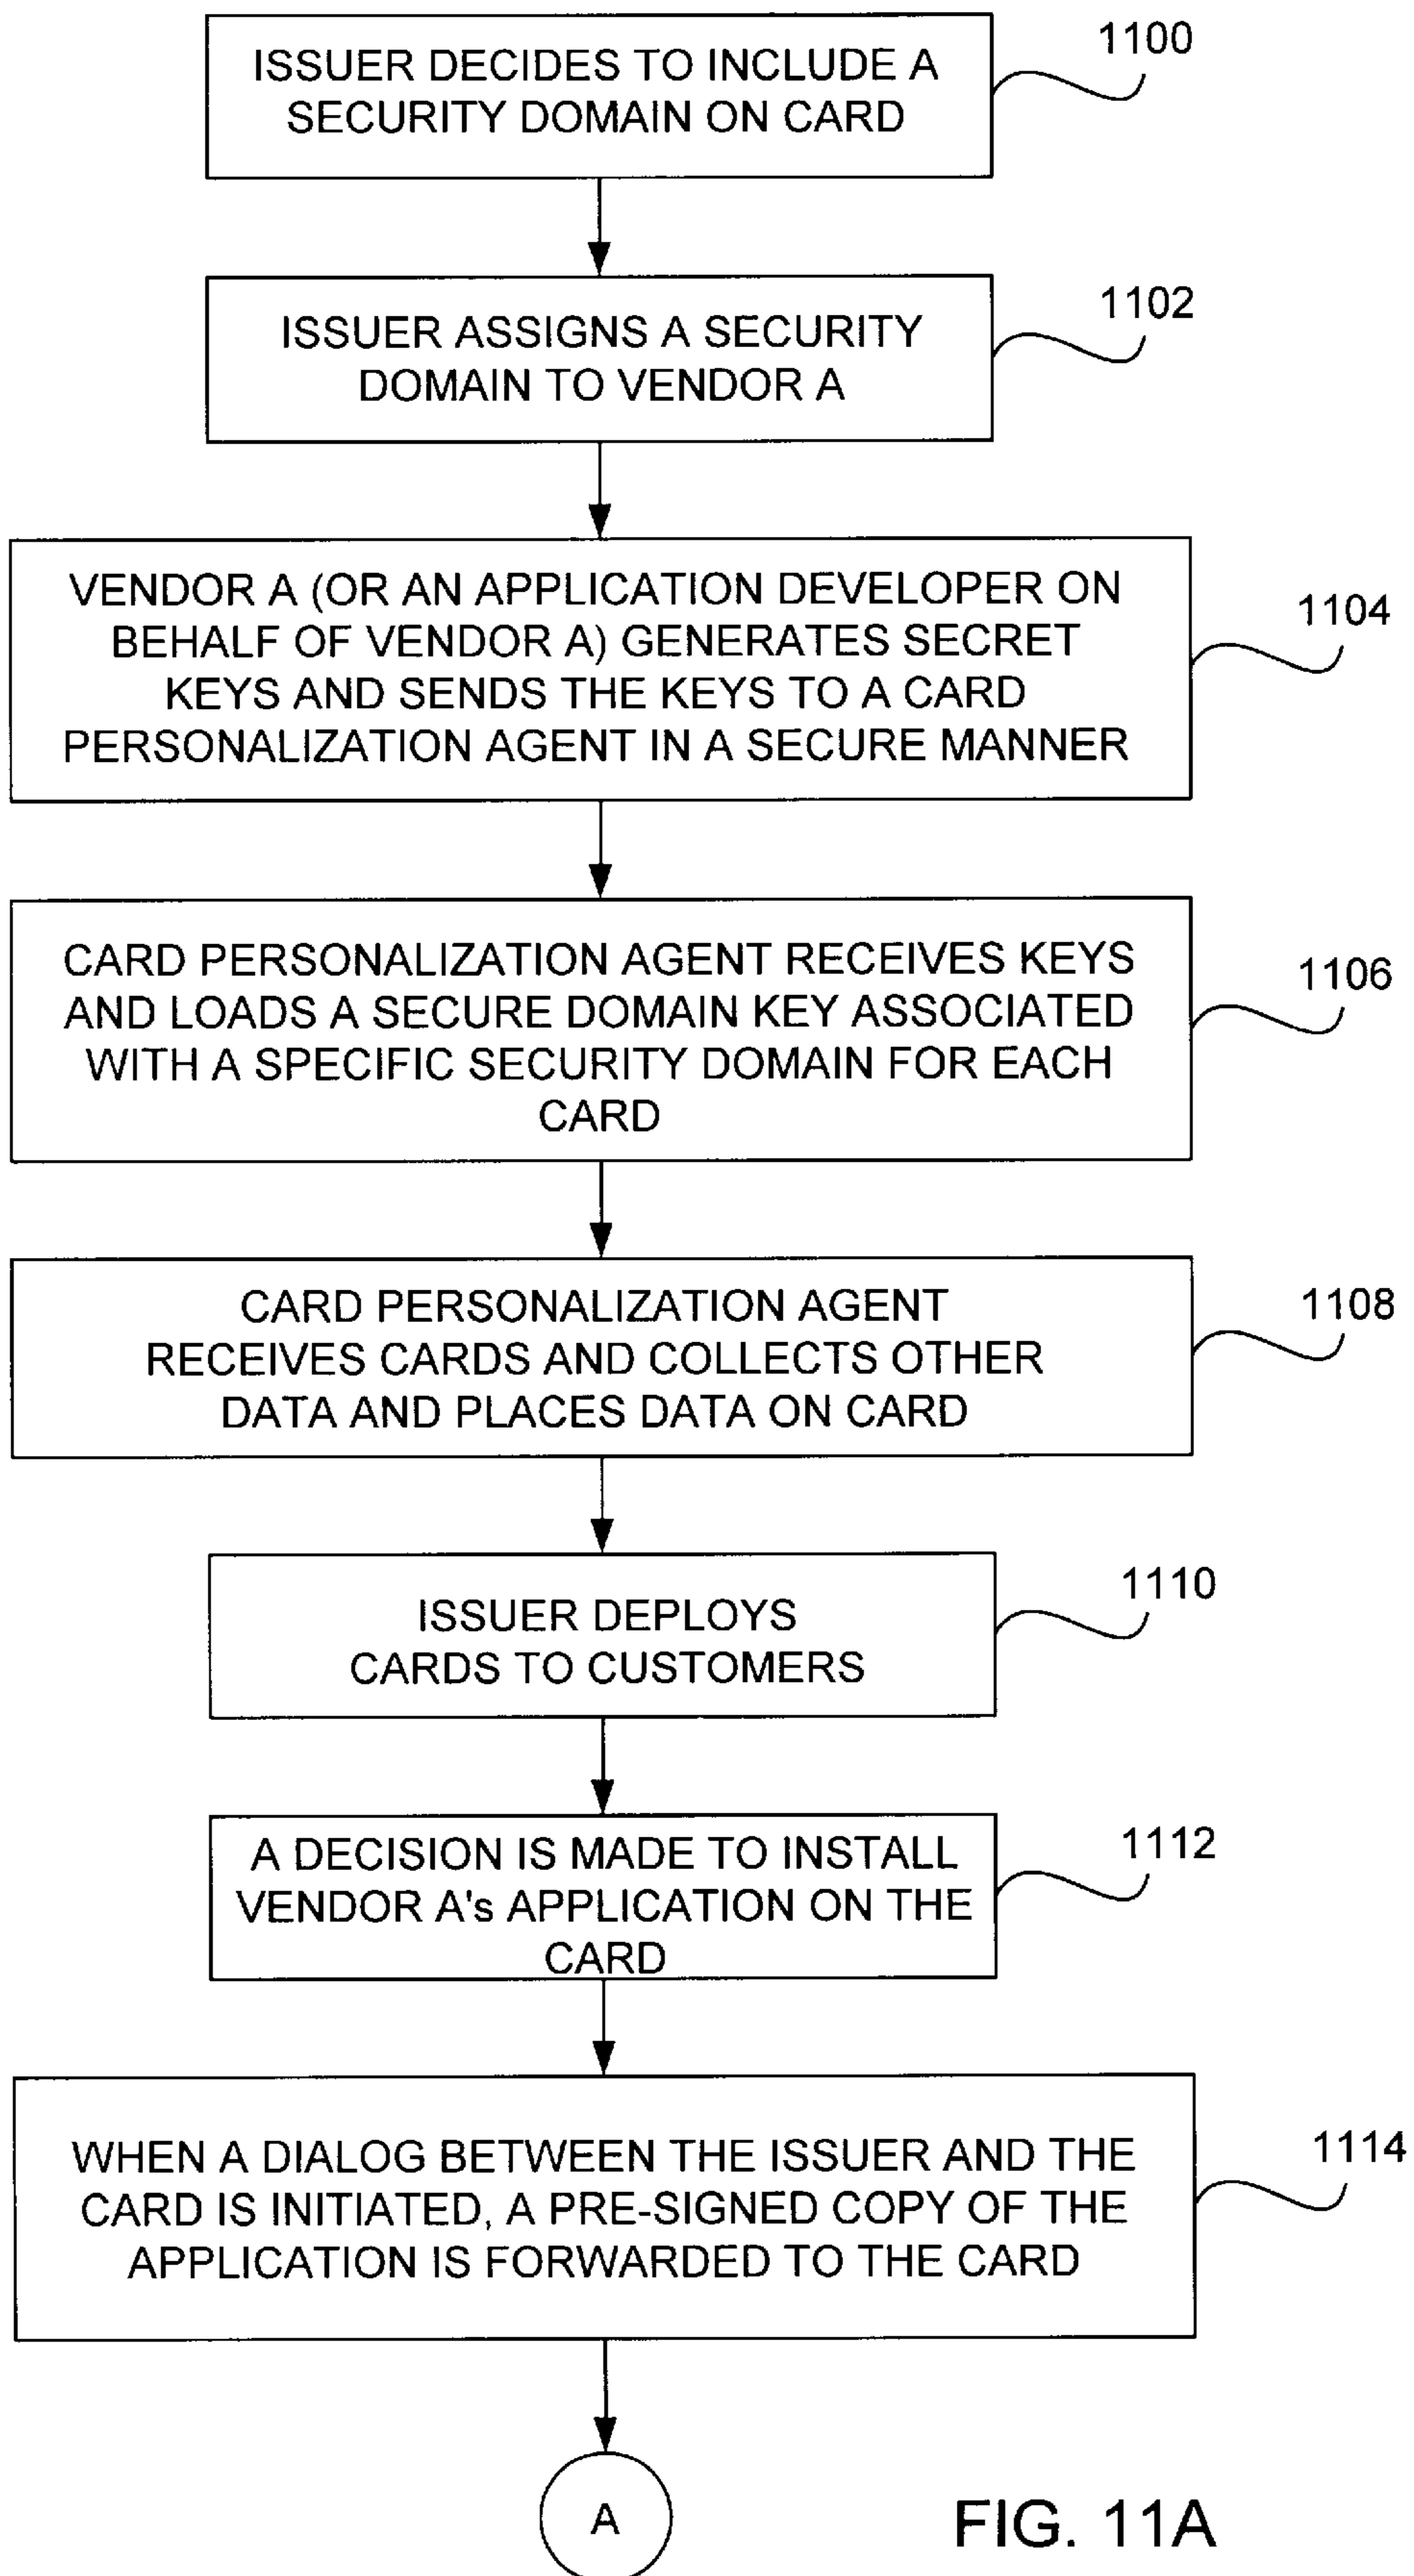 ISSUER DECIDES TO INCLUDE A
SECURITY DOMAIN ON CARD
1100
ISSUER ASSIGNS A SECURITY
DOMAIN TO VENDOR A
1102
VENDOR A (OR AN APPLICATION DEVELOPER ON
BEHALF OF VENDOR A) GENERATES SECRET
KEYS AND SENDS THE KEYS TO A CARD
PERSONALIZATION AGENT IN A SECURE MANNER
1104
CARD PERSONALIZATION AGENT RECEIVES KEYS
AND LOADS A SECURE DOMAIN KEY ASSOCIATED
WITH A SPECIFIC SECURITY DOMAIN FOR EACH
CARD
1106
CARD PERSONALIZATION AGENT
RECEIVES CARDS AND COLLECTS OTHER
DATA AND PLACES DATA ON CARD
1108
ISSUER DEPLOYS
CARDS TO CUSTOMERS
1110
A DECISION IS MADE TO INSTALL
VENDOR A's APPLICATION ON THE
CARD
1112
WHEN A DIALOG BETWEEN THE ISSUER AND THE
CARD IS INITIATED, A PRE-SIGNED COPY OF THE
APPLICATION IS FORWARDED TO THE CARD
1114
A
FIG. 11A